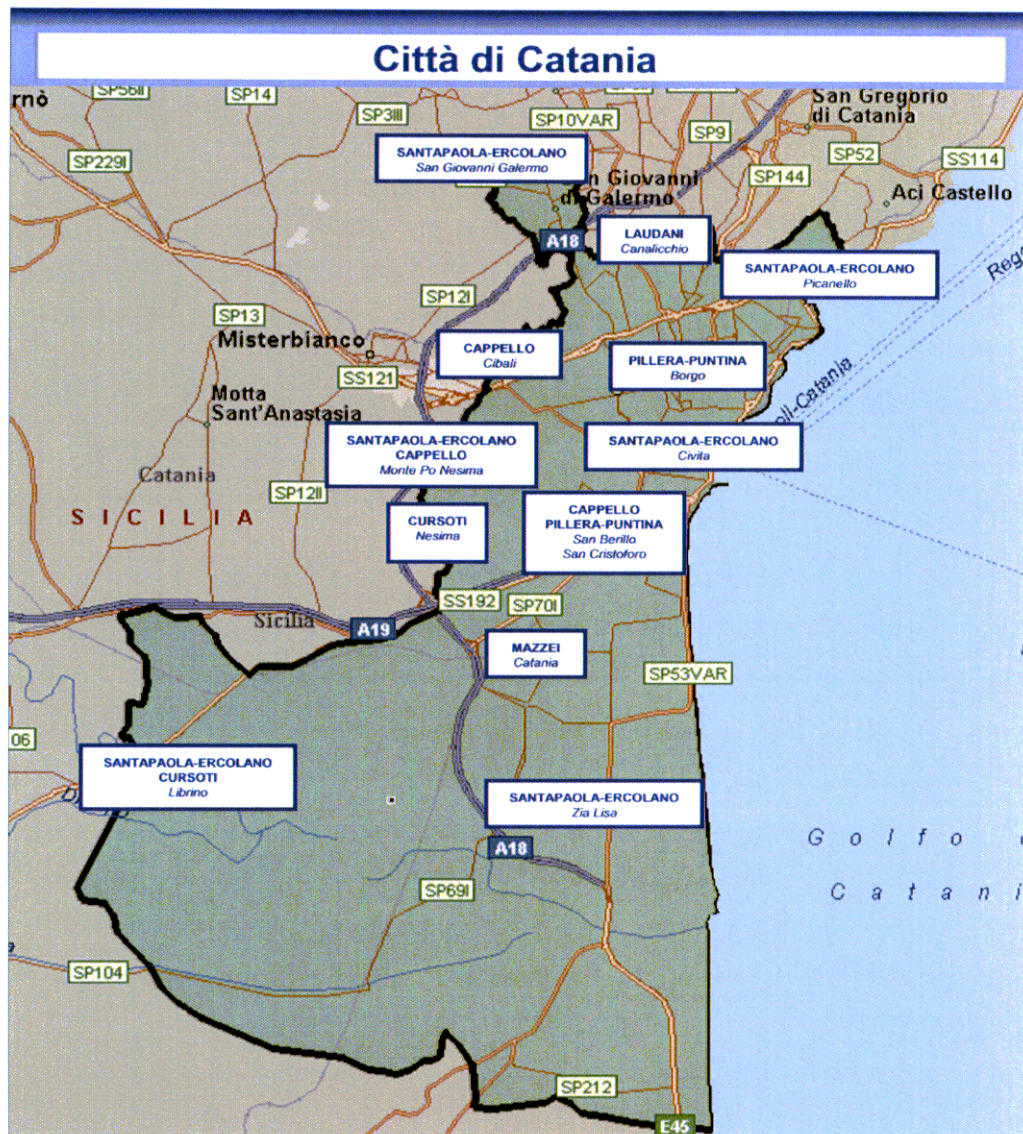 Città di Catania
SP56II
SP14
rnò
SP3III
SP10VAR
San Gregorio
di Catania
SP9
SP229I
SANTAPAOLA-ERCOLANO
San Giovanni Galermo
SP52
SS114
SP144
n Giovanni
di Galermo
Aci Castello
A18
LAUDANI
Canalicchio
SANTAPAOLA-ERCOLANO
Picanello
SP12I
SP13
Misterbianco
CAPPELLO
Cibali
PILLERA-PUNTINA
Borgo
SS121
Motta
Sant'Anastasia
oli-Catania
SANTAPAOLA-ERCOLANO
CAPPELLO
Monte Po Nesima
SANTAPAOLA-ERCOLANO
Civita
Catania
SP12II
SICILIA
CURSOTI
Nesima
CAPPELLO
PILLERA-PUNTINA
San Berillo
San Cristoforo
SS192
SP70I
Sicilia
A19
MAZZEI
Catania
SP53VAR
06
SANTAPAOLA-ERCOLANO
CURSOTI
Librino
SANTAPAOLA-ERCOLANO
Zia Lisa
A18
Golfo
Catani
SP69I
SP104
SP212
E45